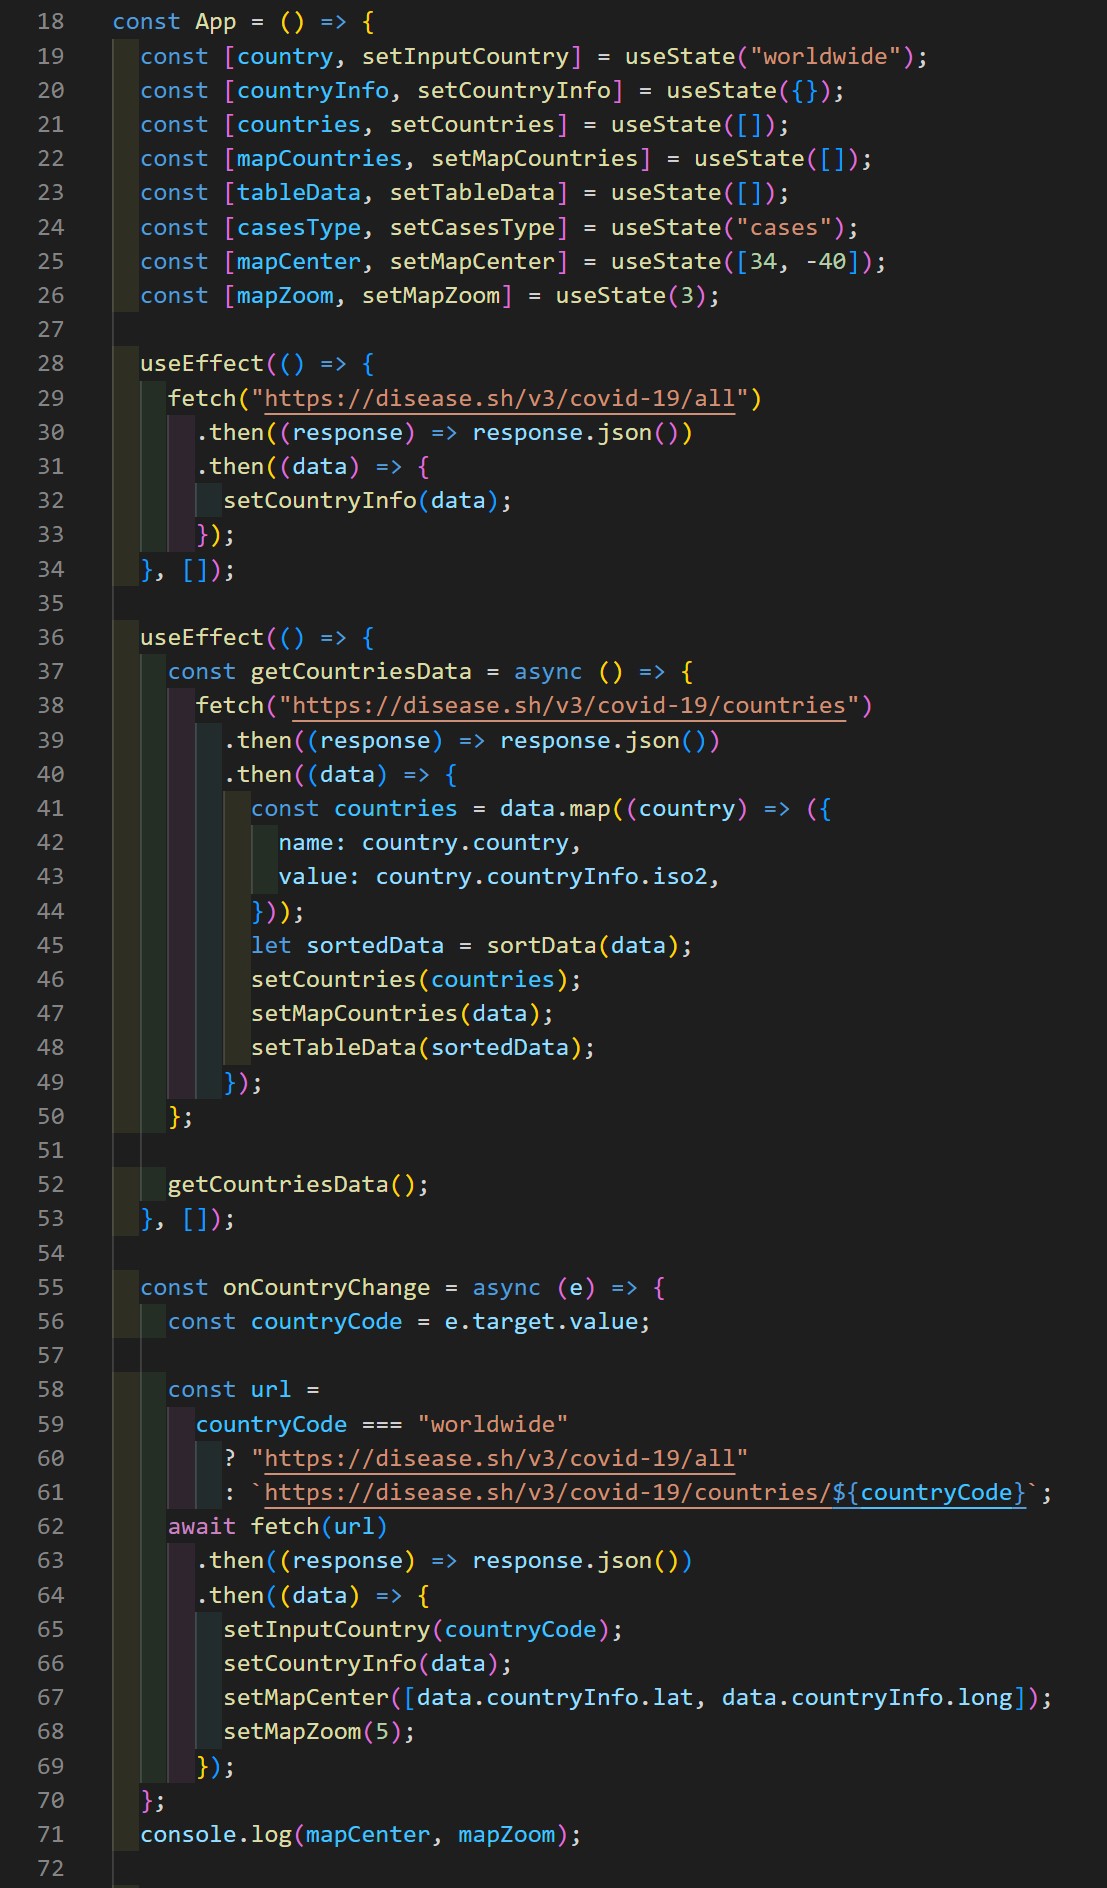 18 const App = () => {
19   const [country, setInputCountry] = useState("worldwide");
20   const [countryInfo, setCountryInfo] = useState({});
21   const [countries, setCountries] = useState([]);
22   const [mapCountries, setMapCountries] = useState([]);
23   const [tableData, setTableData] = useState([]);
24   const [casesType, setCasesType] = useState("cases");
25   const [mapCenter, setMapCenter] = useState([34, -40]);
26   const [mapZoom, setMapZoom] = useState(3);
27
28   useEffect(() => {
29     fetch("https://disease.sh/v3/covid-19/all")
30       .then((response) => response.json())
31       .then((data) => {
32         setCountryInfo(data);
33       });
34   }, []);
35
36   useEffect(() => {
37     const getCountriesData = async () => {
38       fetch("https://disease.sh/v3/covid-19/countries")
39         .then((response) => response.json())
40         .then((data) => {
41           const countries = data.map((country) => ({
42             name: country.country,
43             value: country.countryInfo.iso2,
44           }));
45           let sortedData = sortData(data);
46           setCountries(countries);
47           setMapCountries(data);
48           setTableData(sortedData);
49         });
50     };
51
52     getCountriesData();
53   }, []);
54
55   const onCountryChange = async (e) => {
56     const countryCode = e.target.value;
57
58     const url =
59       countryCode === "worldwide"
60         ? "https://disease.sh/v3/covid-19/all"
61         : `https://disease.sh/v3/covid-19/countries/${countryCode}`;
62     await fetch(url)
63       .then((response) => response.json())
64       .then((data) => {
65         setInputCountry(countryCode);
66         setCountryInfo(data);
67         setMapCenter([data.countryInfo.lat, data.countryInfo.long]);
68         setMapZoom(5);
69       });
70   };
71   console.log(mapCenter, mapZoom);
72